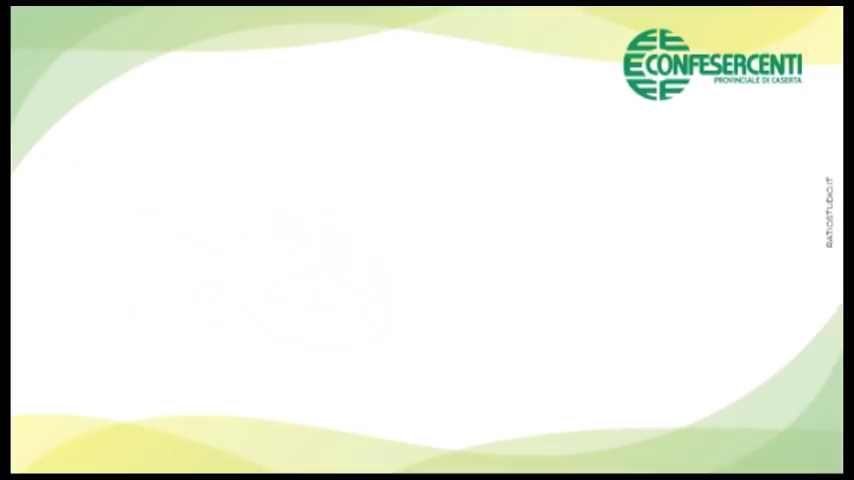 CONFESERCENTI
PROVINCIALE DI CASERTA
RATIOSTUDIO.IT